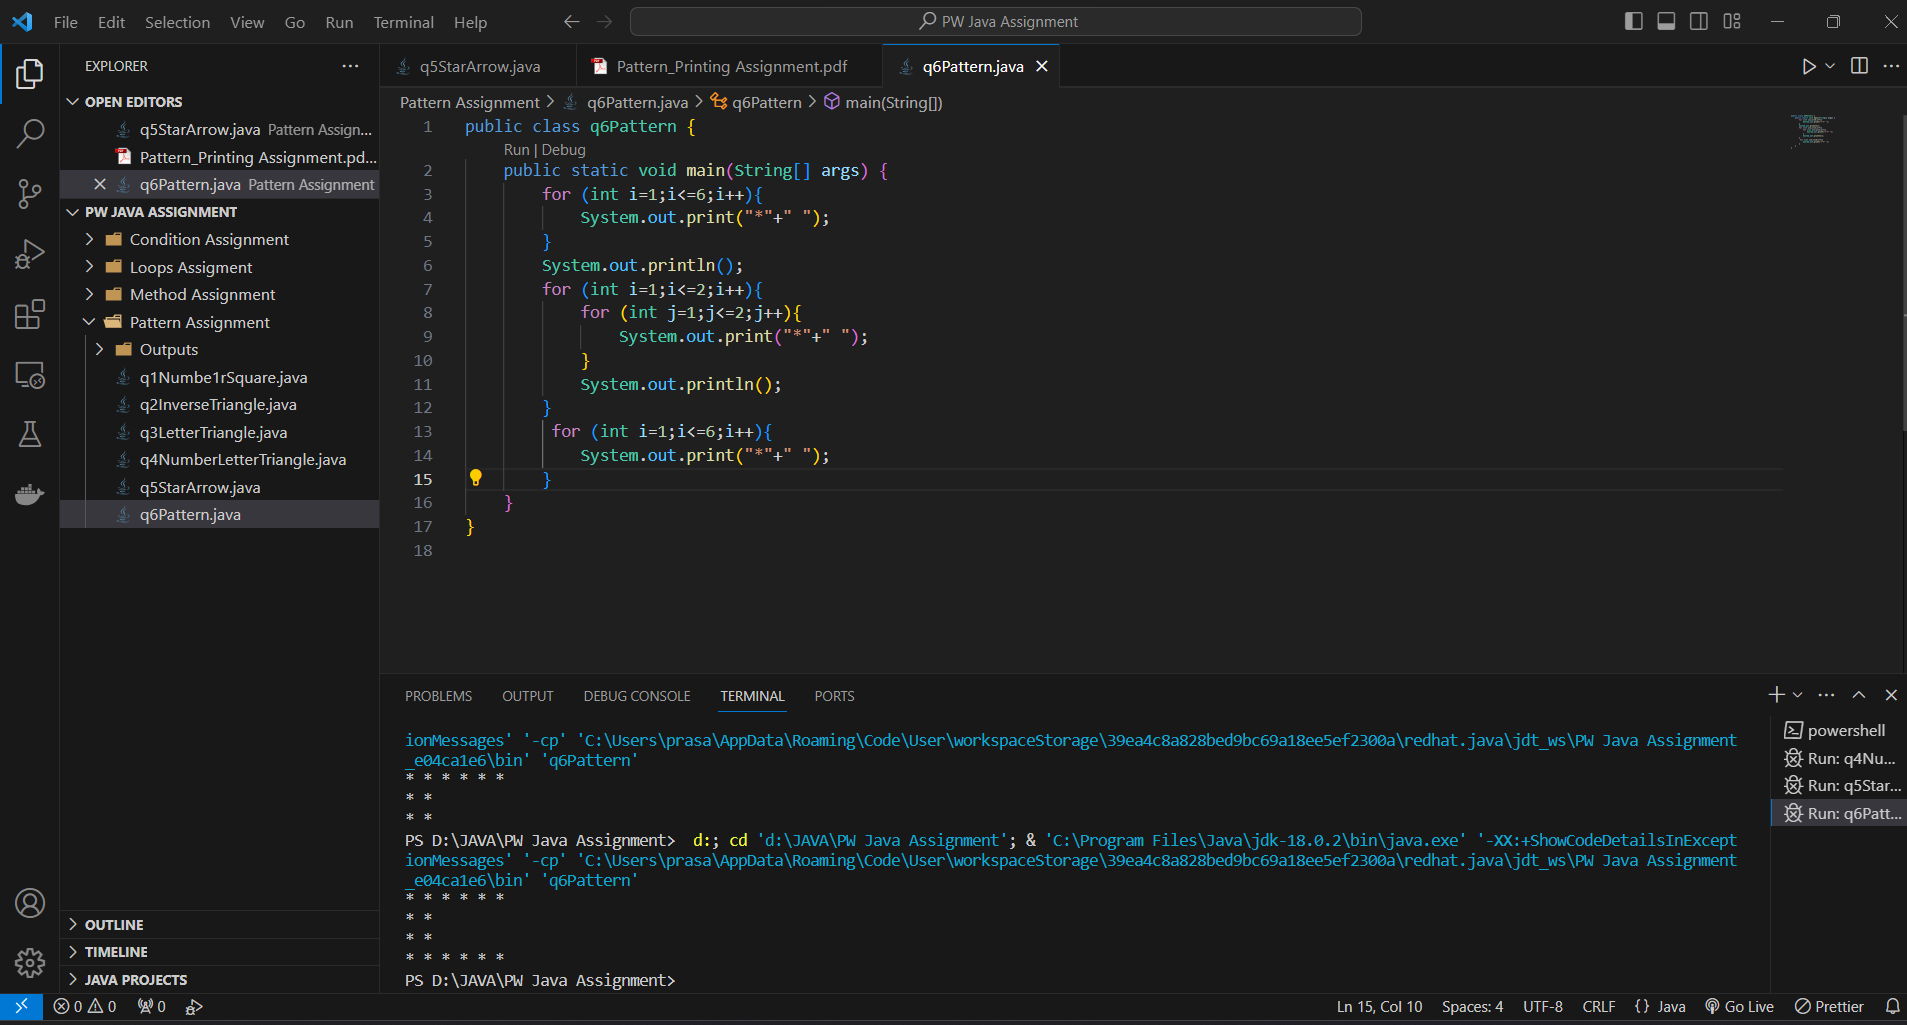 File Edit Selection View Go Run Terminal Help
PW Java Assignment
EXPLORER
OPEN EDITORS
q5StarArrow.java Pattern Assign...
Pattern_Printing Assignment.pd...
q6Pattern.java Pattern Assignment
PW JAVA ASSIGNMENT
Condition Assignment
Loops Assigment
Method Assignment
Pattern Assignment
Outputs
q1Numbe1rSquare.java
q2InverseTriangle.java
q3LetterTriangle.java
q4NumberLetterTriangle.java
q5StarArrow.java
q6Pattern.java
OUTLINE
TIMELINE
JAVA PROJECTS
q5StarArrow.java Pattern_Printing Assignment.pdf q6Pattern.java
Pattern Assignment > q6Pattern.java > q6Pattern > main(String[])
1 public class q6Pattern {
Run | Debug
2 public static void main(String[] args) {
3 for (int i=1;i<=6;i++){
4 System.out.print("*"+" ");
5 }
6 System.out.println();
7 for (int i=1;i<=2;i++){
8 for (int j=1;j<=2;j++){
9 System.out.print("*"+" ");
10 }
11 System.out.println();
12 }
13 for (int i=1;i<=6;i++){
14 System.out.print("*"+" ");
15 }
16 }
17 }
18
PROBLEMS OUTPUT DEBUG CONSOLE TERMINAL PORTS
ionMessages' '-cp' 'C:\Users\prasa\AppData\Roaming\Code\User\workspaceStorage\39ea4c8a828bed9bc69a18ee5ef2300a\redhat.java\jdt_ws\PW Java Assignment
_e04ca1e6\bin' 'q6Pattern'
* * * * * *
* *
* *
PS D:\JAVA\PW Java Assignment> d:; cd 'd:\JAVA\PW Java Assignment'; & 'C:\Program Files\Java\jdk-18.0.2\bin\java.exe' '-XX:+ShowCodeDetailsInExcept
ionMessages' '-cp' 'C:\Users\prasa\AppData\Roaming\Code\User\workspaceStorage\39ea4c8a828bed9bc69a18ee5ef2300a\redhat.java\jdt_ws\PW Java Assignment
_e04ca1e6\bin' 'q6Pattern'
* * * * * *
* *
* *
* * * * * *
PS D:\JAVA\PW Java Assignment>
powershell
Run: q4Nu...
Run: q5Star...
Run: q6Patt...
0 0 0
Ln 15, Col 10 Spaces: 4 UTF-8 CRLF {} Java Go Live Prettier